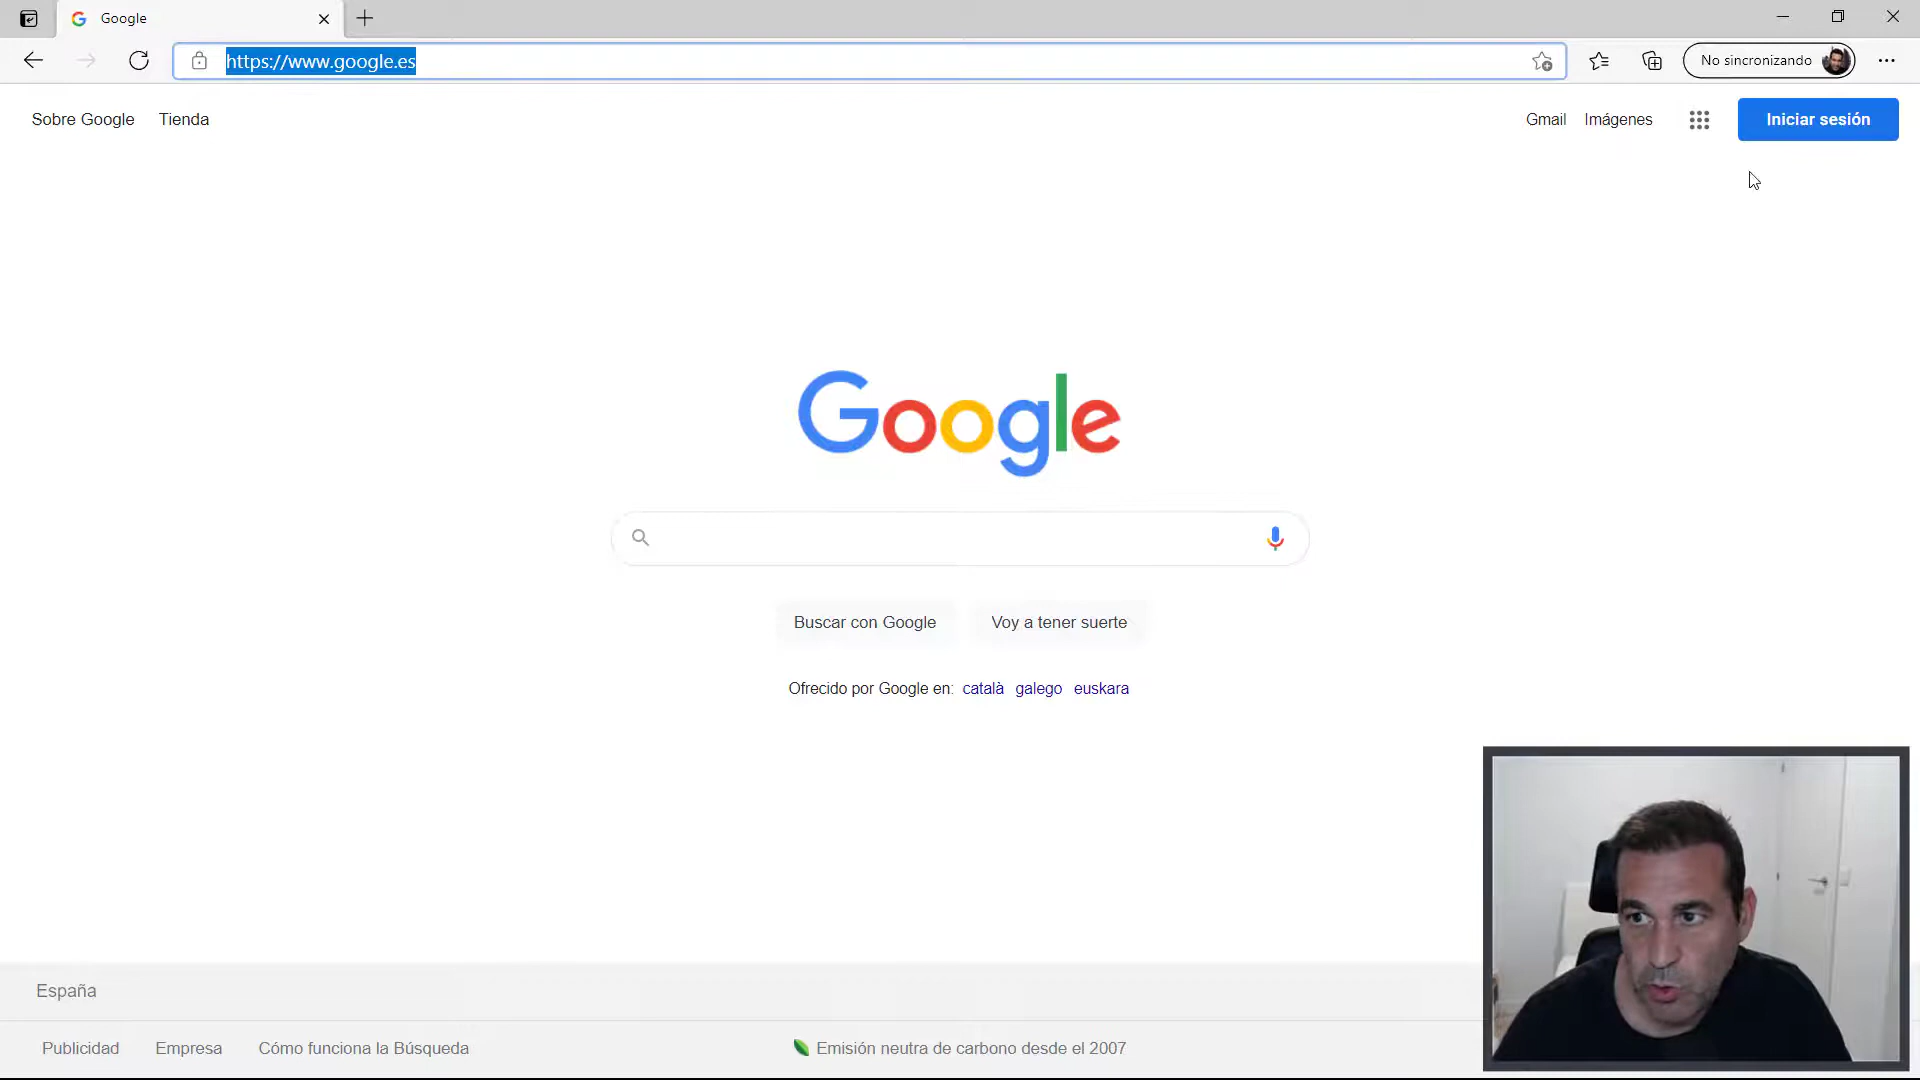 Google
https://www.google.es
No sincronizando
Sobre Google
Tienda
Gmail
Imágenes
Iniciar sesión
Google
Buscar con Google
Voy a tener suerte
Ofrecido por Google en: català galego euskara
España
Publicidad
Empresa
Cómo funciona la Búsqueda
Emisión neutra de carbono desde el 2007